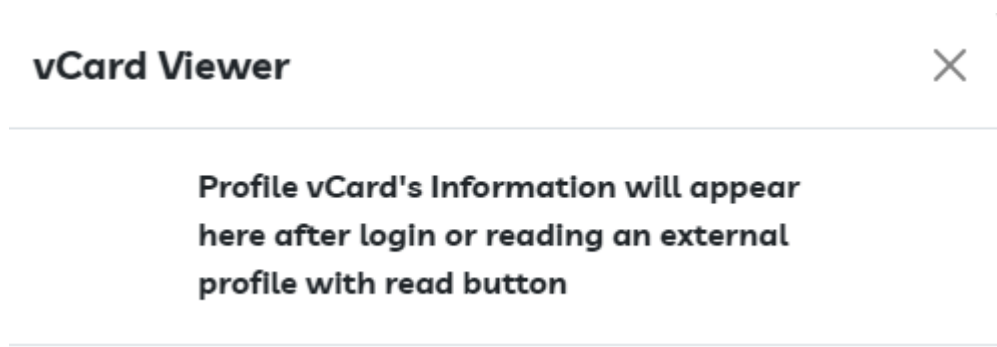 vCard Viewer
Profile vCard's Information will appear
here after login or reading an external
profile with read button